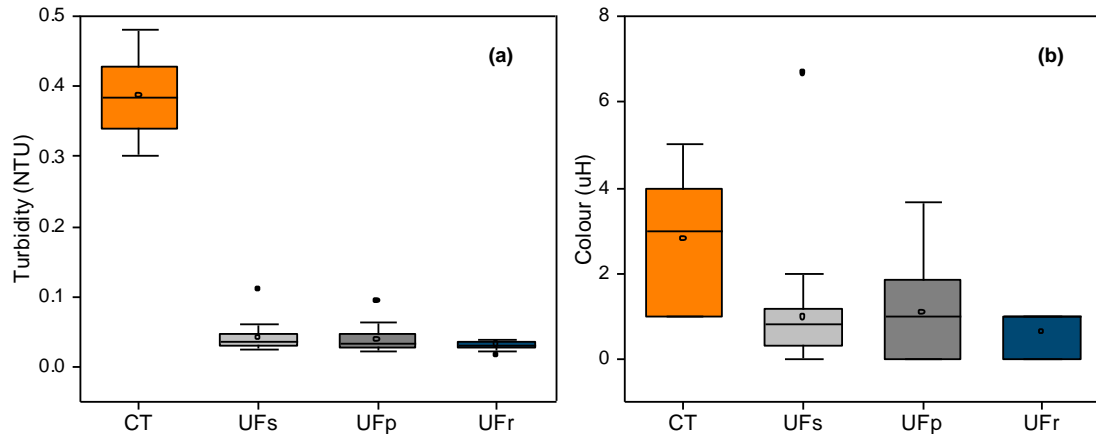 (a)
Turbidity (NTU)
0.5
0.4
0.3
0.2
0.1
0.0
CT UFs UFp UFr
(b)
Colour (uH)
8
6
4
2
0
CT UFs UFp UFr